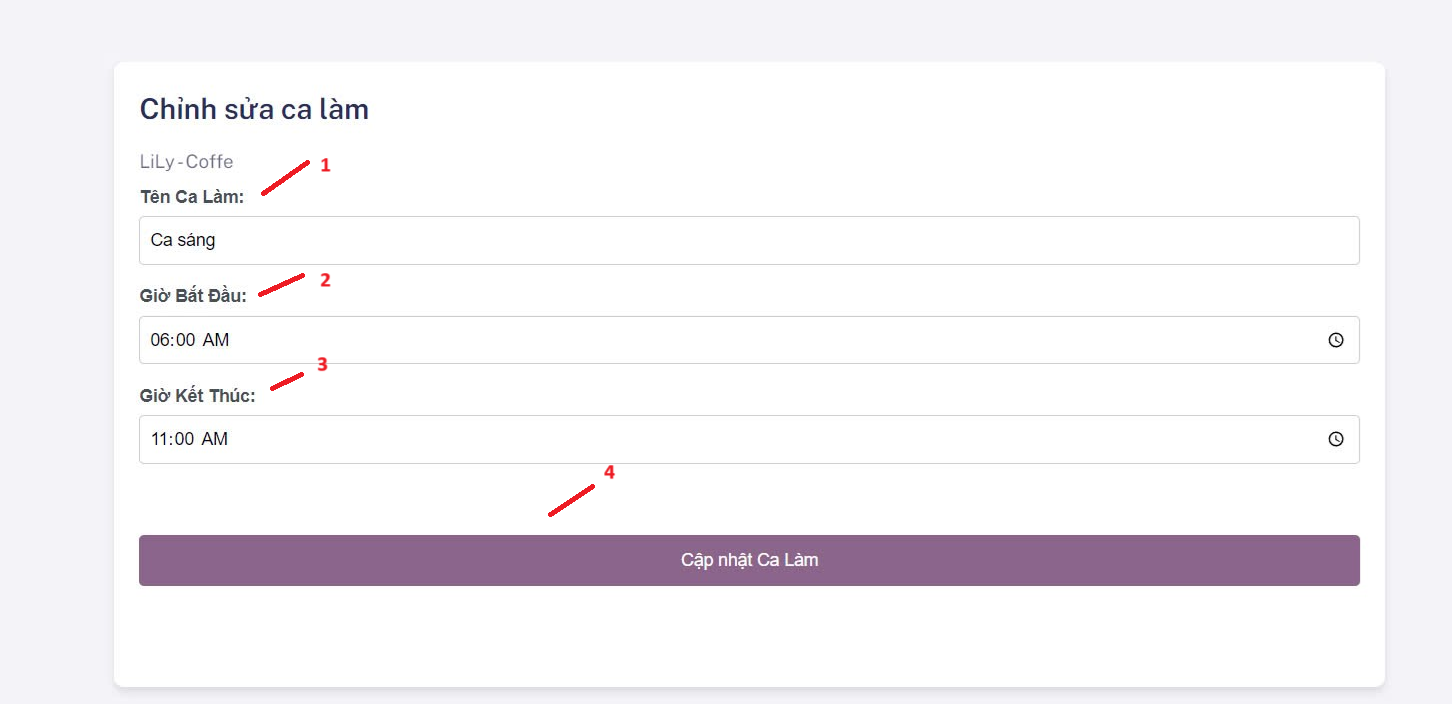 Chỉnh sửa ca làm
LiLy-Coffe
1
Tên Ca Làm:
Ca sáng
2
Giờ Bắt Đầu:
06:00 AM
3
Giờ Kết Thúc:
11:00 AM
4
Cập nhật Ca Làm